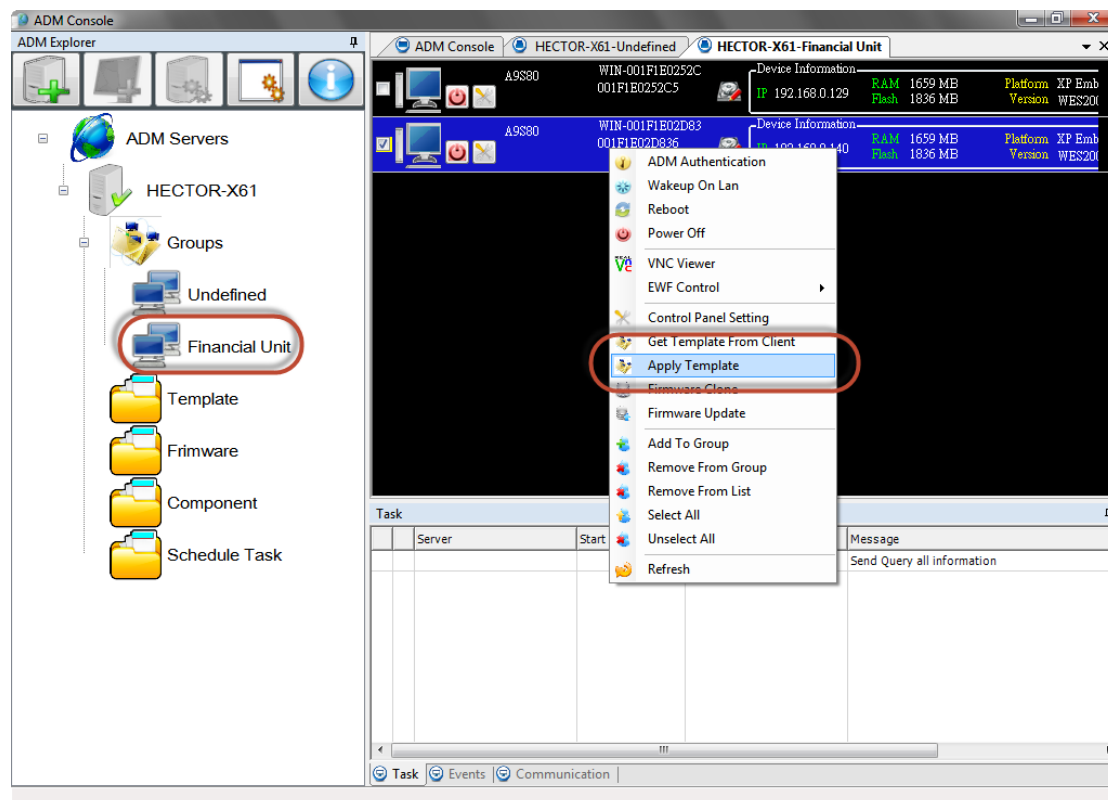 ADM Console
ADM Explorer
ADM Servers
HECTOR-X61
Groups
Undefined
Financial Unit
Template
Frimware
Component
Schedule Task
ADM Console HECTOR-X61-Undefined HECTOR-X61-Financial Unit
A9S80 WIN-001F1E0252C Device Information
001F1E0252C5 IP 192.168.0.129 RAM 1659 MB Platform XP Emb
Flash 1836 MB Version WES20
A9S80 WIN-001F1E02D83 Device Information
001F1E02D836 IP 192.168.0.140 RAM 1659 MB Platform XP Emb
Flash 1836 MB Version WES20
ADM Authentication
Wakeup On Lan
Reboot
Power Off
VNC Viewer
EWF Control
Control Panel Setting
Get Template From Client
Apply Template
Firmware Clone
Firmware Update
Add To Group
Remove From Group
Remove From List
Select All
Unselect All
Refresh
Task
Server Start Message
Send Query all information
Task Events Communication